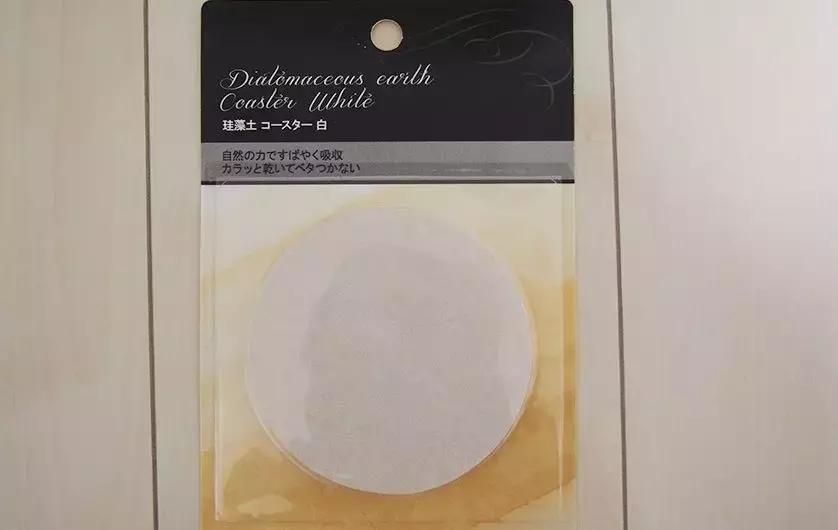 Diatomaceous earth
Coaster White
珪藻土 コースター 白
自然の力ですばやく吸収
カラッと乾いてベタつかない